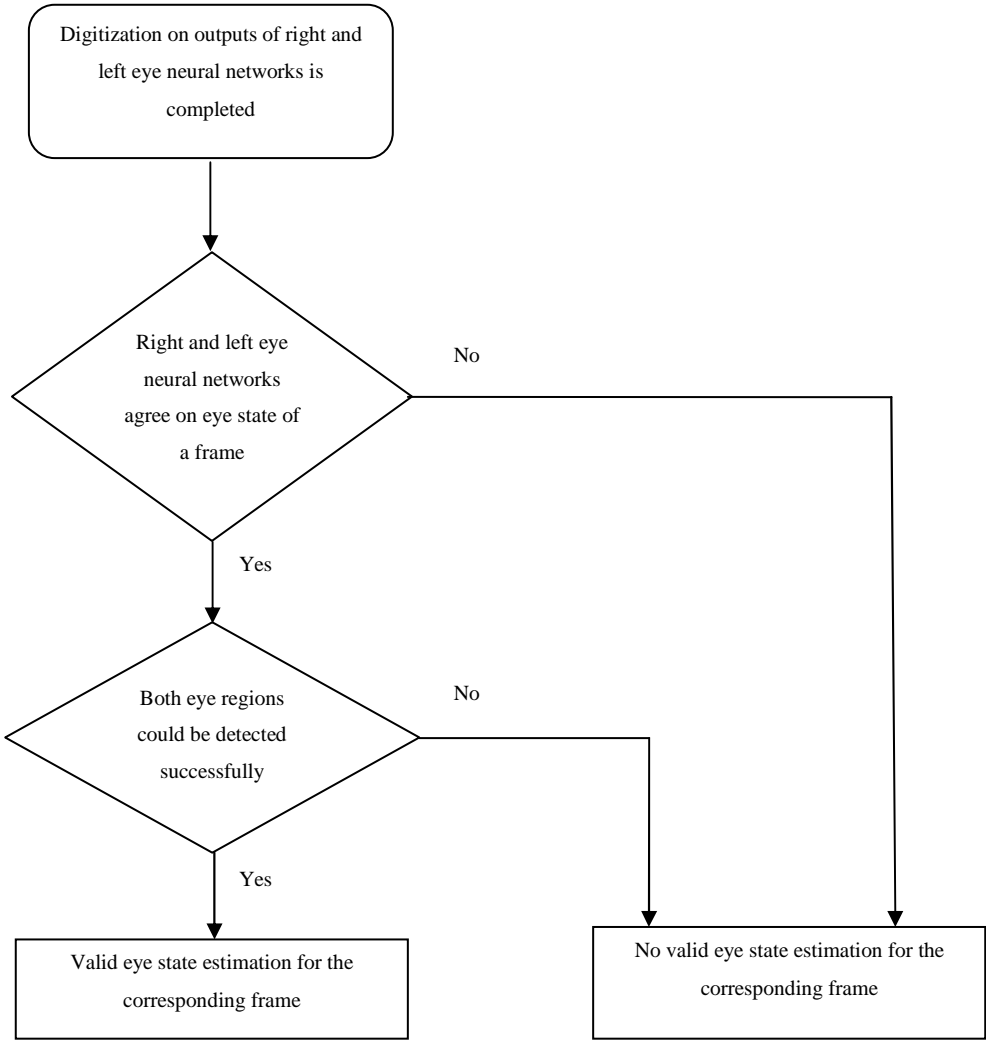 Digitization on outputs of right and
left eye neural networks is
completed
Right and left eye
neural networks
agree on eye state of
a frame
No
Yes
Both eye regions
could be detected
successfully
No
Yes
Valid eye state estimation for the
corresponding frame
No valid eye state estimation for the
corresponding frame